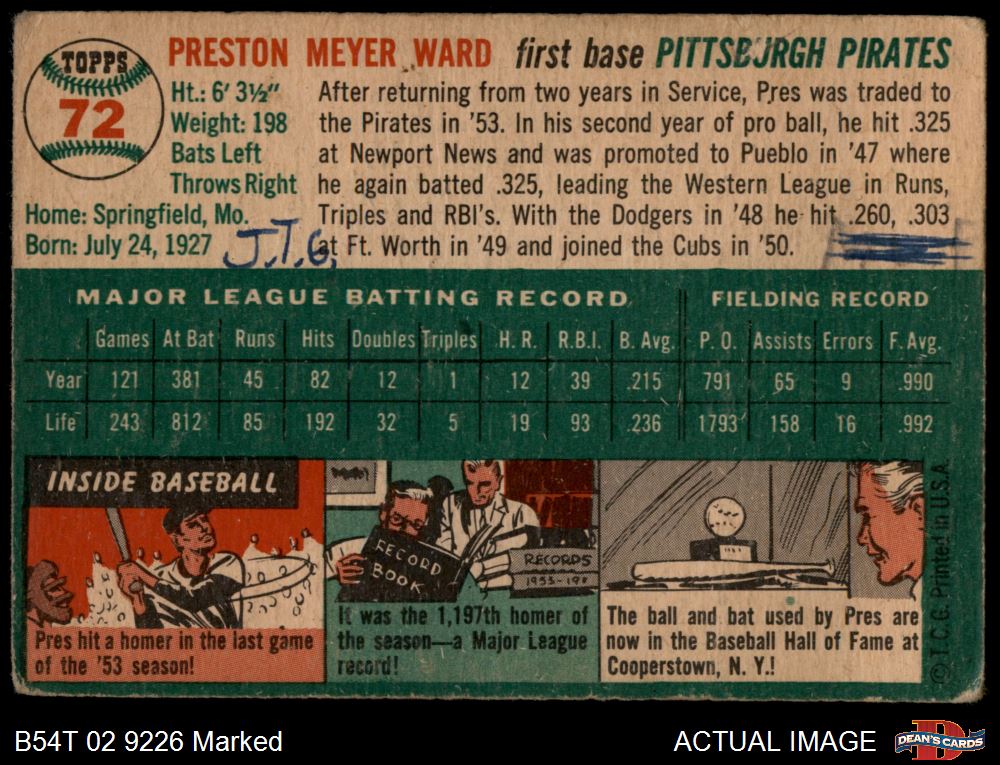 TOPPS
72
PRESTON MEYER WARD first base PITTSBURGH PIRATES
Ht.: 6' 3½"
Weight: 198
Bats Left
Throws Right
Home: Springfield, Mo.
Born: July 24, 1927
J.T.G.
After returning from two years in Service, Pres was traded to
the Pirates in '53. In his second year of pro ball, he hit .325
at Newport News and was promoted to Pueblo in '47 where
he again batted .325, leading the Western League in Runs,
Triples and RBI's. With the Dodgers in '48 he hit .260, .303
at Ft. Worth in '49 and joined the Cubs in '50.
MAJOR LEAGUE BATTING RECORD FIELDING RECORD
Games At Bat Runs Hits Doubles Triples H. R. R.B.I. B. Avg. P. O. Assists Errors F. Avg.
Year 121 381 45 82 12 1 12 39 .215 791 65 9 .990
Life 243 812 85 192 32 5 19 93 .236 1793 158 16 .992
INSIDE BASEBALL
Pres hit a homer in the last game
of the '53 season!
RECORD
BOOK
RECORDS
It was the 1,197th homer of
the season—a Major League
record!
The ball and bat used by Pres are
now in the Baseball Hall of Fame at
Cooperstown, N. Y.!
© T. C. G. Printed in U.S.A.
B54T 02 9226 Marked
ACTUAL IMAGE
DEAN'S CARDS